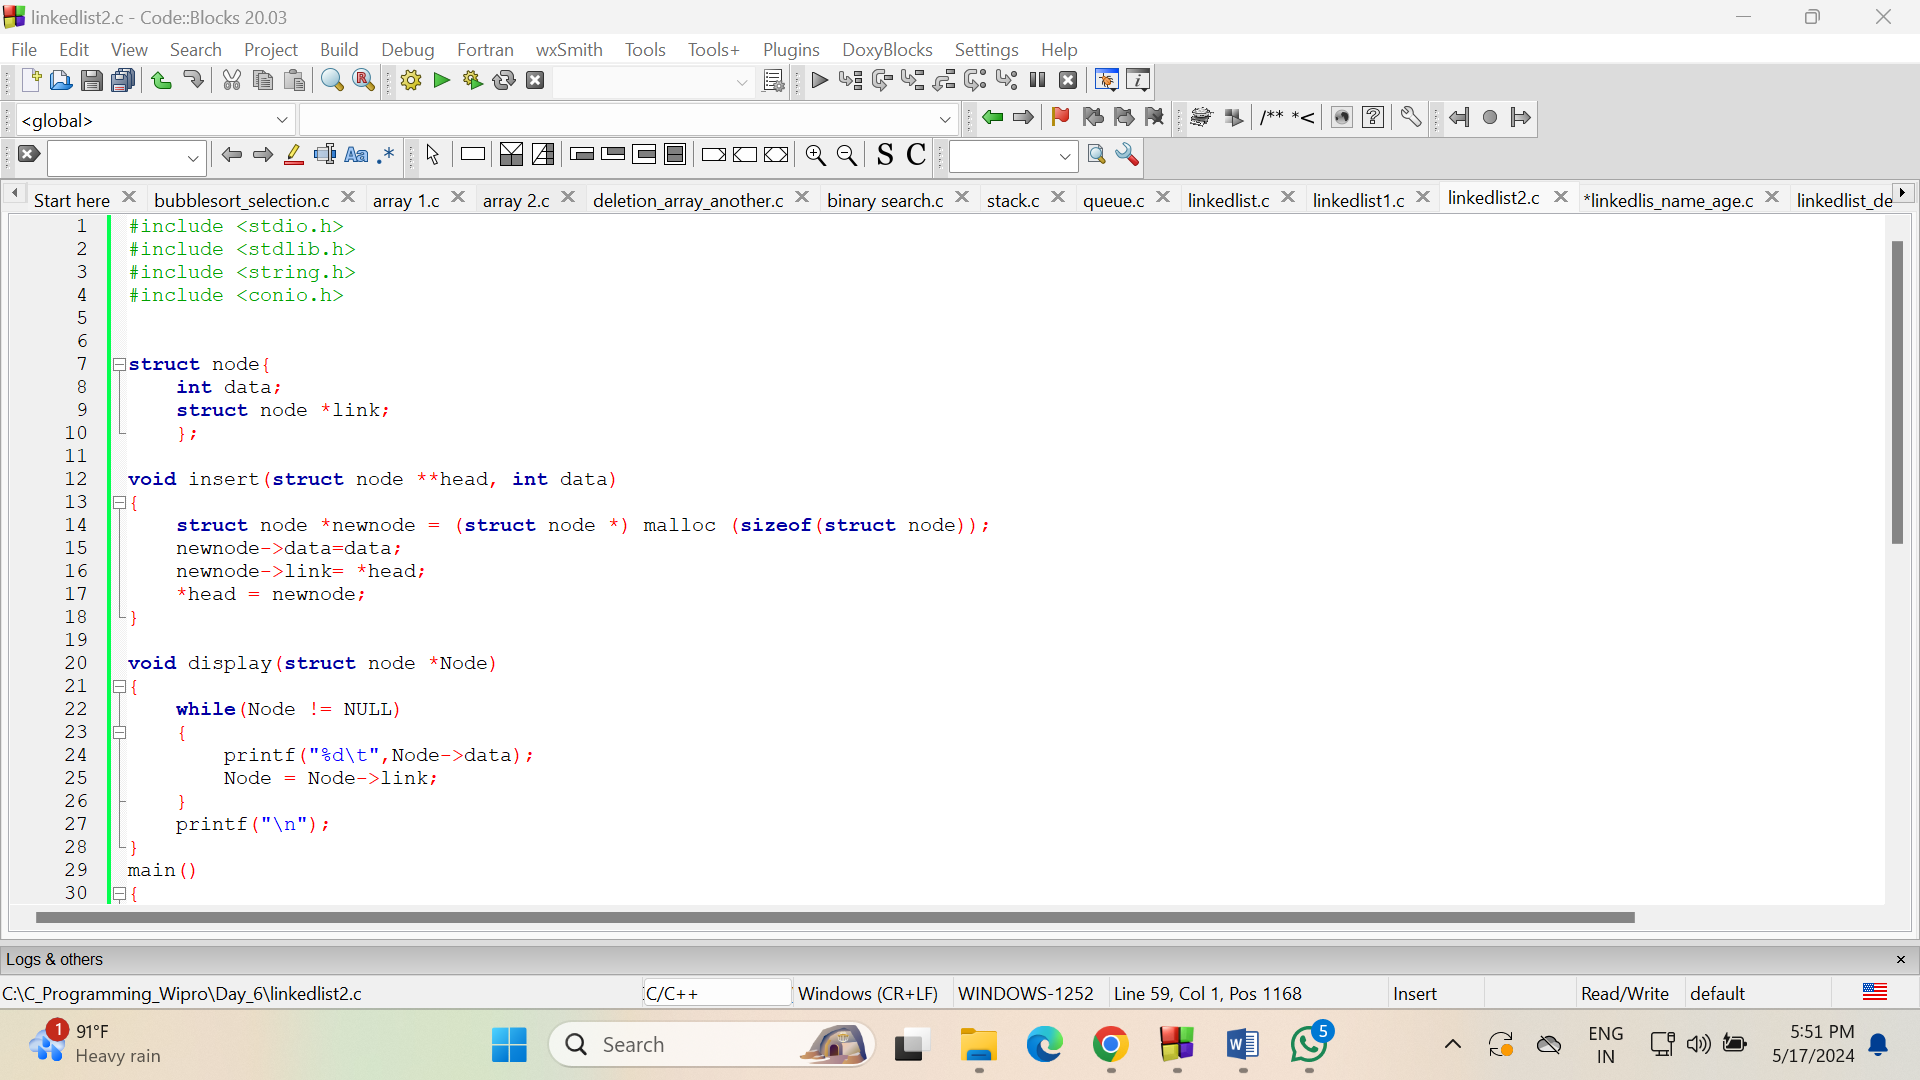 linkedlist2.c - Code::Blocks 20.03
File Edit View Search Project Build Debug Fortran wxSmith Tools Tools+ Plugins DoxyBlocks Settings Help
<global>
/** *<
Aa .* S C
Start here bubblesort_selection.c array 1.c array 2.c deletion_array_another.c binary search.c stack.c queue.c linkedlist.c linkedlist1.c linkedlist2.c *linkedlis_name_age.c linkedlist_de
1 #include <stdio.h>
2 #include <stdlib.h>
3 #include <string.h>
4 #include <conio.h>
5
6
7 struct node{
8 int data;
9 struct node *link;
10 };
11
12 void insert(struct node **head, int data)
13 {
14 struct node *newnode = (struct node *) malloc (sizeof(struct node));
15 newnode->data=data;
16 newnode->link= *head;
17 *head = newnode;
18 }
19
20 void display(struct node *Node)
21 {
22 while(Node != NULL)
23 {
24 printf("%d\t",Node->data);
25 Node = Node->link;
26 }
27 printf("\n");
28 }
29 main()
30 {
Logs & others
C:\C_Programming_Wipro\Day_6\linkedlist2.c C/C++ Windows (CR+LF) WINDOWS-1252 Line 59, Col 1, Pos 1168 Insert Read/Write default
1 91°F
Heavy rain
Search
5
ENG
IN
5:51 PM
5/17/2024